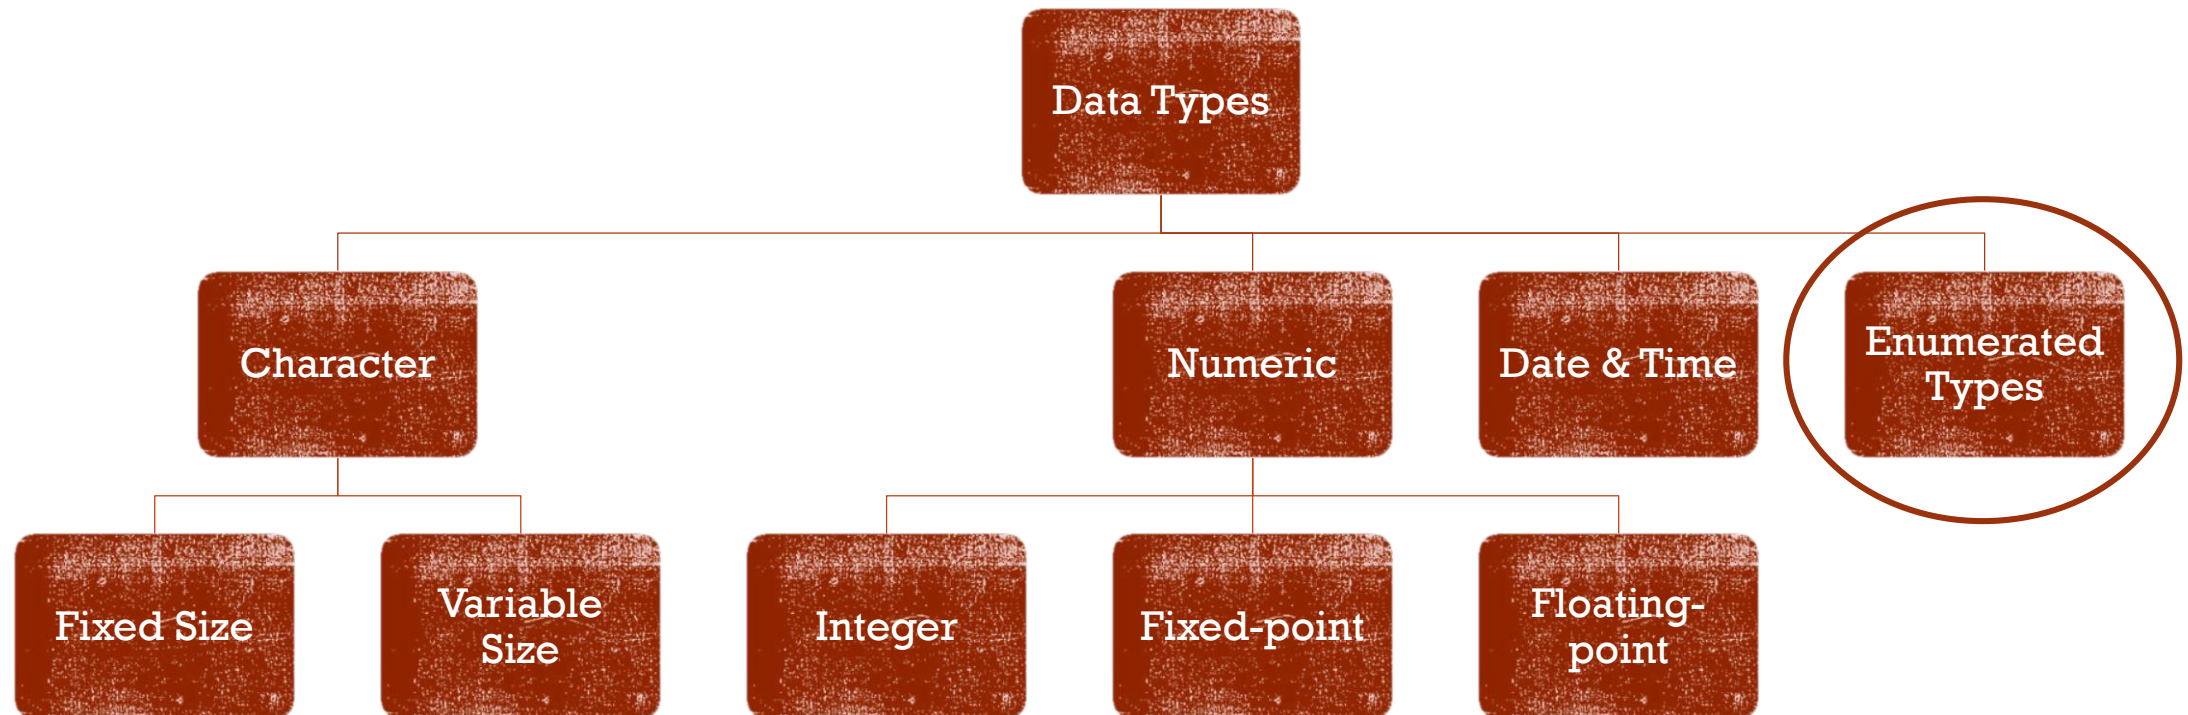 Data Types
Character
Numeric
Date & Time
Enumerated
Types
Fixed Size
Variable
Size
Integer
Fixed-point
Floating-
point